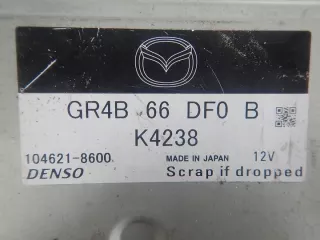 GR4B 66 DF0 B
K4238
104621-8600 MADE IN JAPAN 12V
DENSO Scrap if dropped